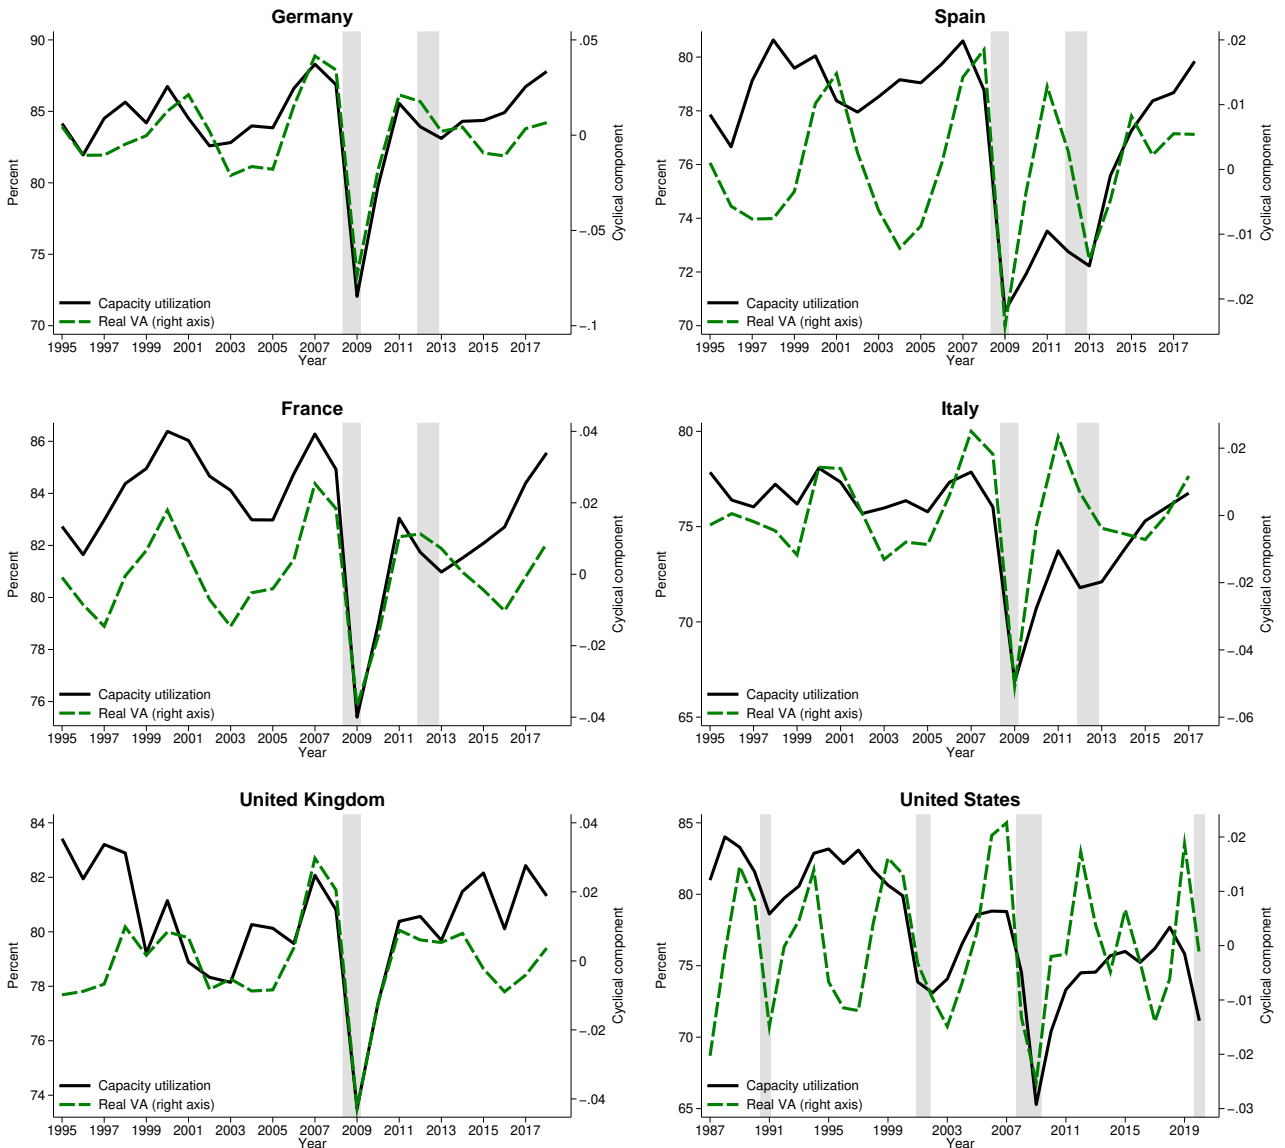 Germany
90
85
80
75
70
Percent
.05
0
−.05
−.1
Cyclical component
Capacity utilization
Real VA (right axis)
1995 1997 1999 2001 2003 2005 2007 2009 2011 2013 2015 2017
Year
Spain
80
78
76
74
72
70
Percent
.02
.01
0
−.01
−.02
Cyclical component
Capacity utilization
Real VA (right axis)
1995 1997 1999 2001 2003 2005 2007 2009 2011 2013 2015 2017
Year
France
86
84
82
80
78
76
Percent
.04
.02
0
−.02
−.04
Cyclical component
Capacity utilization
Real VA (right axis)
1995 1997 1999 2001 2003 2005 2007 2009 2011 2013 2015 2017
Year
Italy
80
75
70
65
Percent
.02
0
−.02
−.04
−.06
Cyclical component
Capacity utilization
Real VA (right axis)
1995 1997 1999 2001 2003 2005 2007 2009 2011 2013 2015 2017
Year
United Kingdom
84
82
80
78
76
74
Percent
.04
.02
0
−.02
−.04
Cyclical component
Capacity utilization
Real VA (right axis)
1995 1997 1999 2001 2003 2005 2007 2009 2011 2013 2015 2017
Year
United States
85
80
75
70
65
Percent
.02
.01
0
−.01
−.02
−.03
Cyclical component
Capacity utilization
Real VA (right axis)
1987 1991 1995 1999 2003 2007 2011 2015 2019
Year